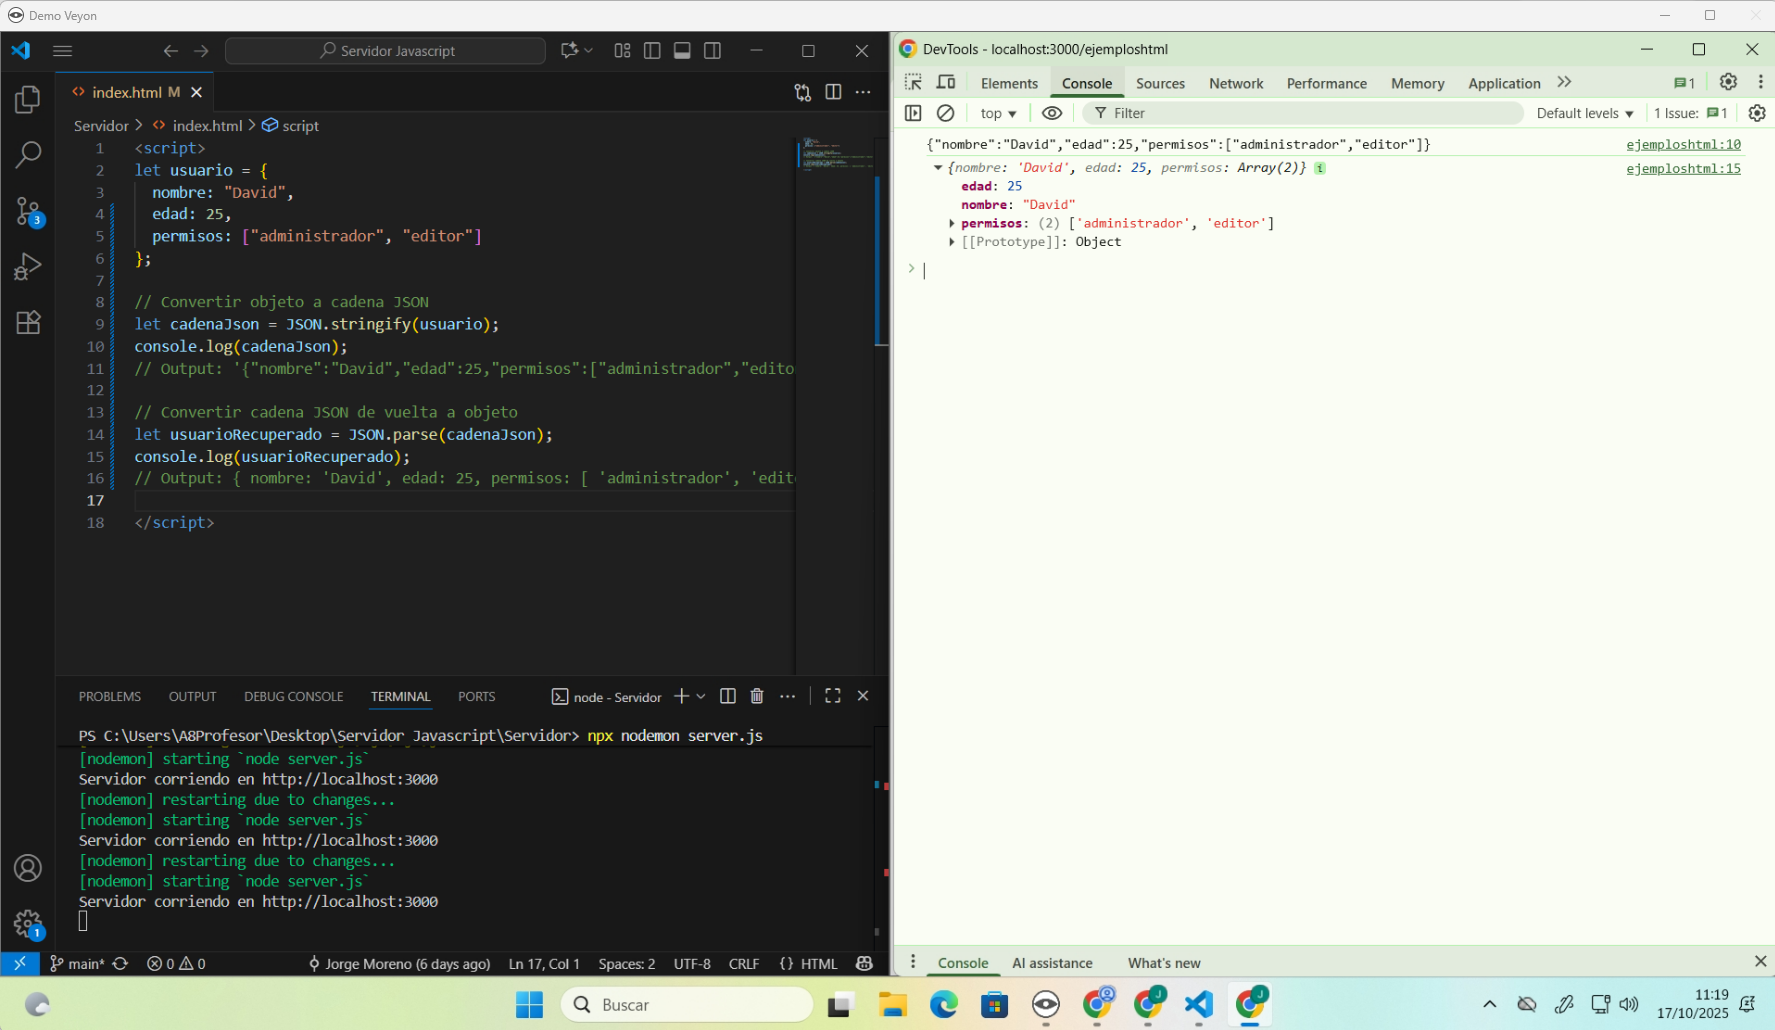 Demo Veyon
Servidor Javascript
index.html M
Servidor > index.html > script
1 <script>
2 let usuario = {
3 nombre: "David",
4 edad: 25,
5 permisos: ["administrador", "editor"]
6 };
7
8 // Convertir objeto a cadena JSON
9 let cadenaJson = JSON.stringify(usuario);
10 console.log(cadenaJson);
11 // Output: '{"nombre":"David","edad":25,"permisos":["administrador","edito
12
13 // Convertir cadena JSON de vuelta a objeto
14 let usuarioRecuperado = JSON.parse(cadenaJson);
15 console.log(usuarioRecuperado);
16 // Output: { nombre: 'David', edad: 25, permisos: [ 'administrador', 'edit
17
18 </script>
3
1
PROBLEMS OUTPUT DEBUG CONSOLE TERMINAL PORTS node - Servidor
PS C:\Users\A8Profesor\Desktop\Servidor Javascript\Servidor> npx nodemon server.js
[nodemon] starting `node server.js`
Servidor corriendo en http://localhost:3000
[nodemon] restarting due to changes...
[nodemon] starting `node server.js`
Servidor corriendo en http://localhost:3000
[nodemon] restarting due to changes...
[nodemon] starting `node server.js`
Servidor corriendo en http://localhost:3000
main* 0 0 Jorge Moreno (6 days ago) Ln 17, Col 1 Spaces: 2 UTF-8 CRLF {} HTML
DevTools - localhost:3000/ejemploshtml
Elements Console Sources Network Performance Memory Application 1
top Filter Default levels 1 Issue: 1
{"nombre":"David","edad":25,"permisos":["administrador","editor"]} ejemploshtml:10
{nombre: 'David', edad: 25, permisos: Array(2)} i ejemploshtml:15
edad: 25
nombre: "David"
permisos: (2) ['administrador', 'editor']
[[Prototype]]: Object
>
Console AI assistance What's new
Buscar
J
J
11:19
17/10/2025